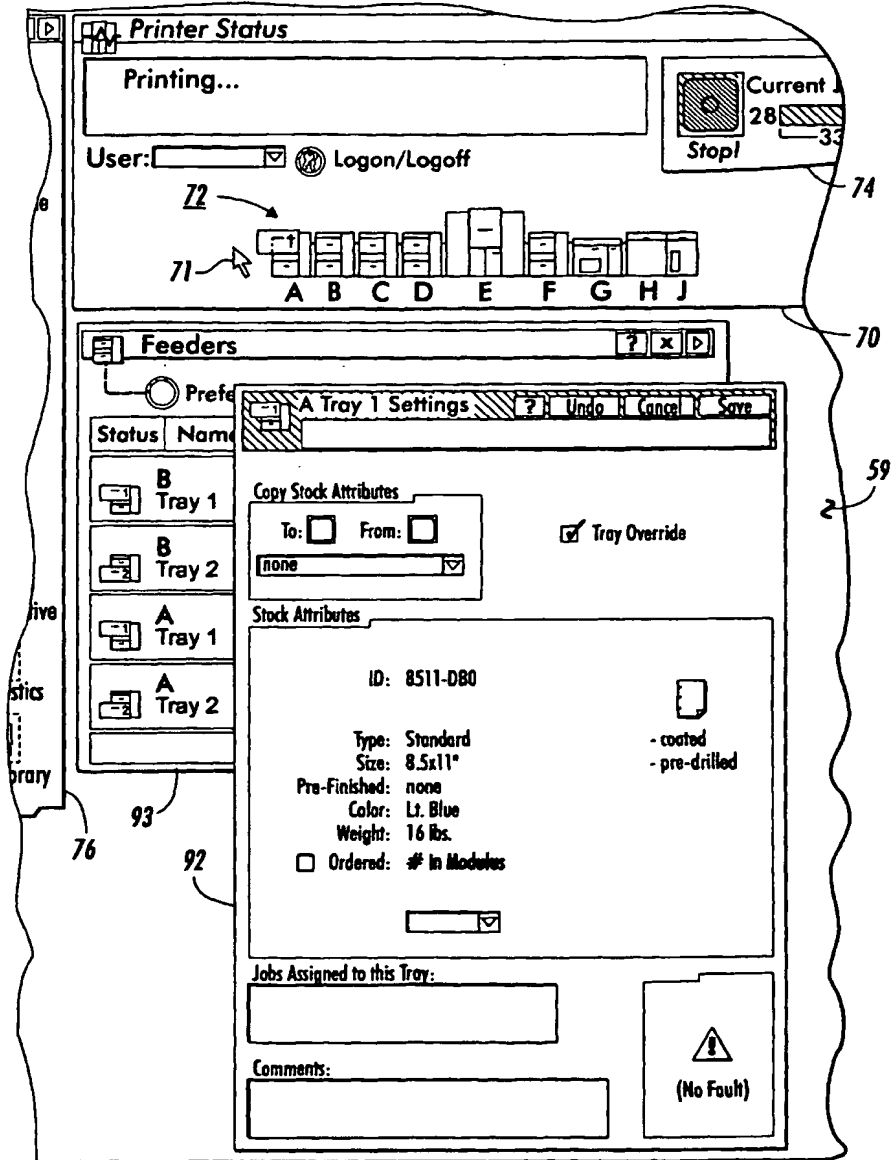 Printer Status
Printing...
Current J
28
33
Stop!
User:
Logon/Logoff
74
72
71
A B C D E F G H J
70
Feeders
?
x
Prefe
Status Name
A Tray 1 Settings
? Undo Cance Save
B
Tray 1
B
Tray 2
A
Tray 1
A
Tray 2
59
Copy Stock Attributes
To: From:
none
Tray Override
Stock Attributes
ID: 8511-DB0
Type: Standard
Size: 8.5x11"
Pre-Finished: none
Color: Lt. Blue
Weight: 16 lbs.
Ordered: # In Modulus
- coated
- pre-drilled
ive
stics
brary
93
76
92
Jobs Assigned to this Tray:
Comments:
(No Fault)